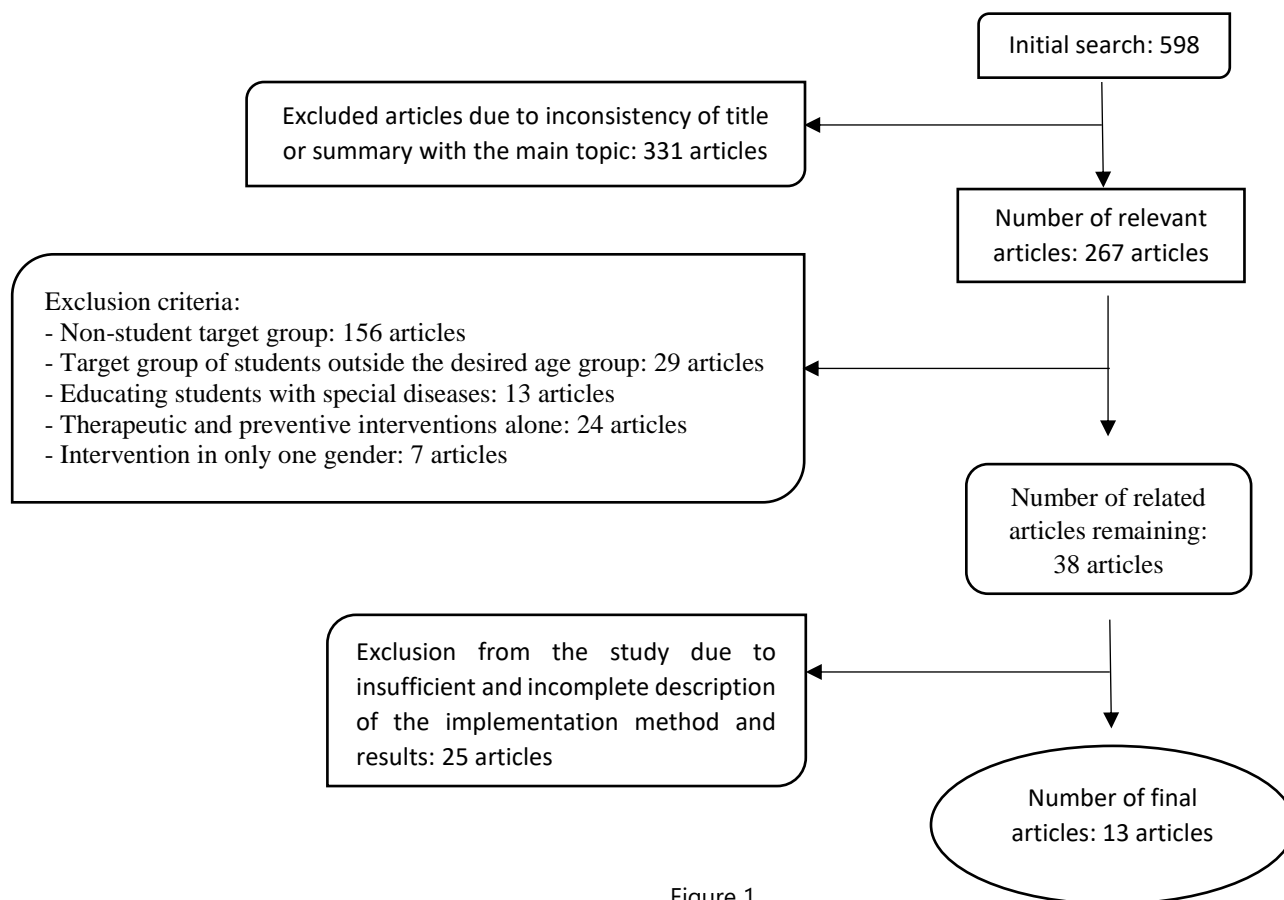 Initial search: 598
Excluded articles due to inconsistency of title
or summary with the main topic: 331 articles
Number of relevant
articles: 267 articles
Exclusion criteria:
- Non-student target group: 156 articles
- Target group of students outside the desired age group: 29 articles
- Educating students with special diseases: 13 articles
- Therapeutic and preventive interventions alone: 24 articles
- Intervention in only one gender: 7 articles
Number of related
articles remaining:
38 articles
Exclusion from the study due to
insufficient and incomplete description
of the implementation method and
results: 25 articles
Number of final
articles: 13 articles
Figure 1